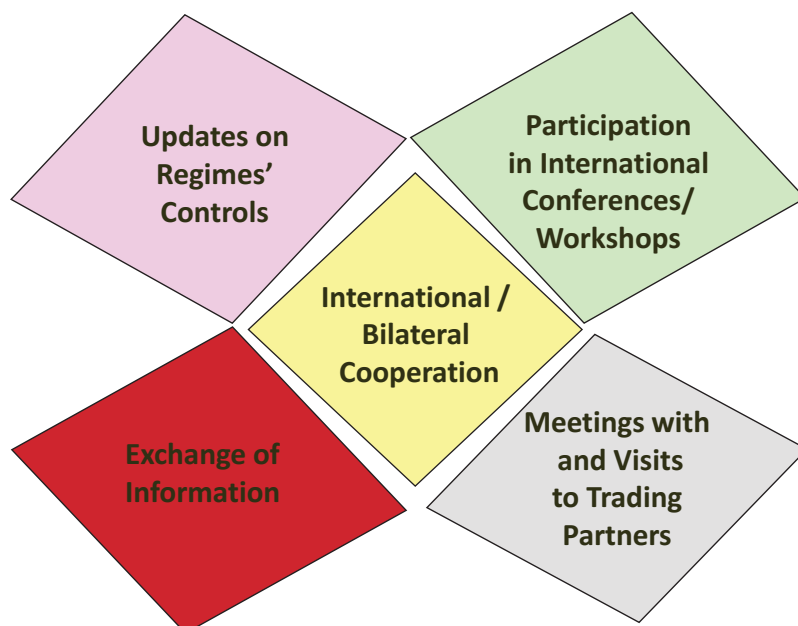 Updates on
Regimes’
Controls
Participation
in International
Conferences/
Workshops
International /
Bilateral
Cooperation
Exchange of
Information
Meetings with
and Visits
to Trading
Partners